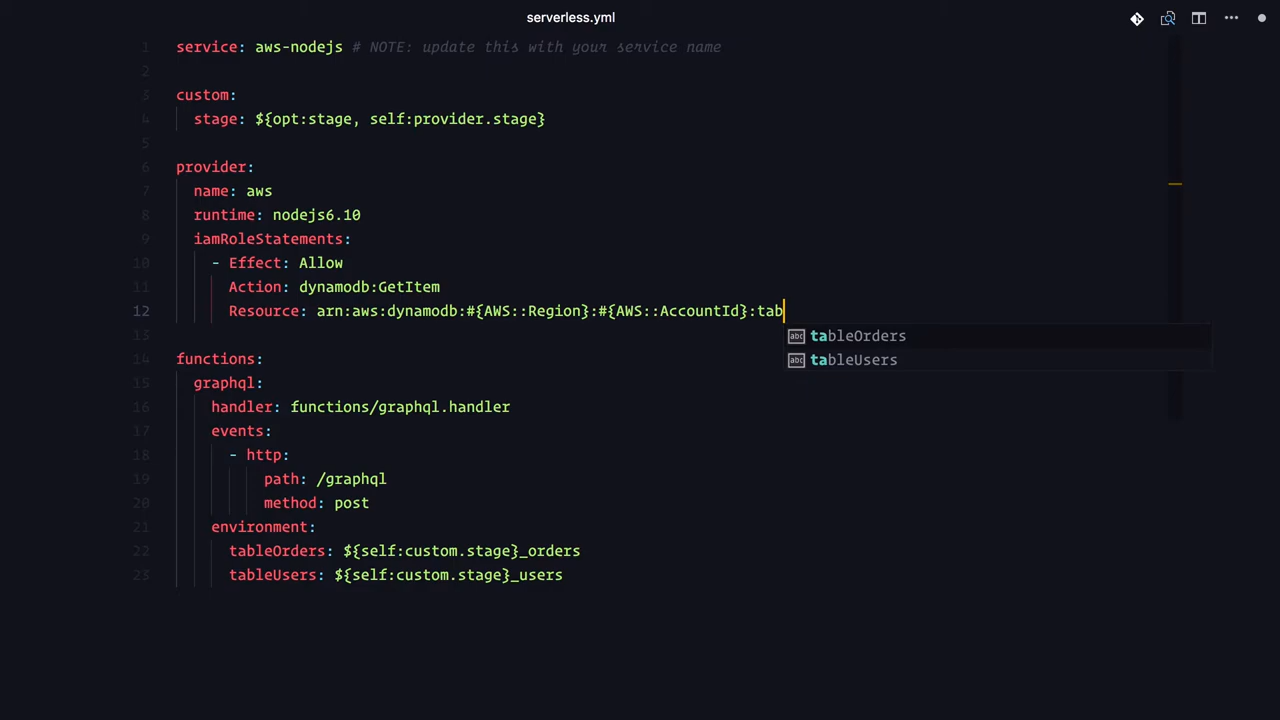 serverless.yml
1 service: aws-nodejs # NOTE: update this with your service name
2
3 custom:
4 stage: ${opt:stage, self:provider.stage}
5
6 provider:
7 name: aws
8 runtime: nodejs6.10
9 iamRoleStatements:
10 - Effect: Allow
11 Action: dynamodb:GetItem
12 Resource: arn:aws:dynamodb:#{AWS::Region}:#{AWS::AccountId}:tab
abc tableOrders
13
abc tableUsers
14 functions:
15 graphql:
16 handler: functions/graphql.handler
17 events:
18 - http:
19 path: /graphql
20 method: post
21 environment:
22 tableOrders: ${self:custom.stage}_orders
23 tableUsers: ${self:custom.stage}_users